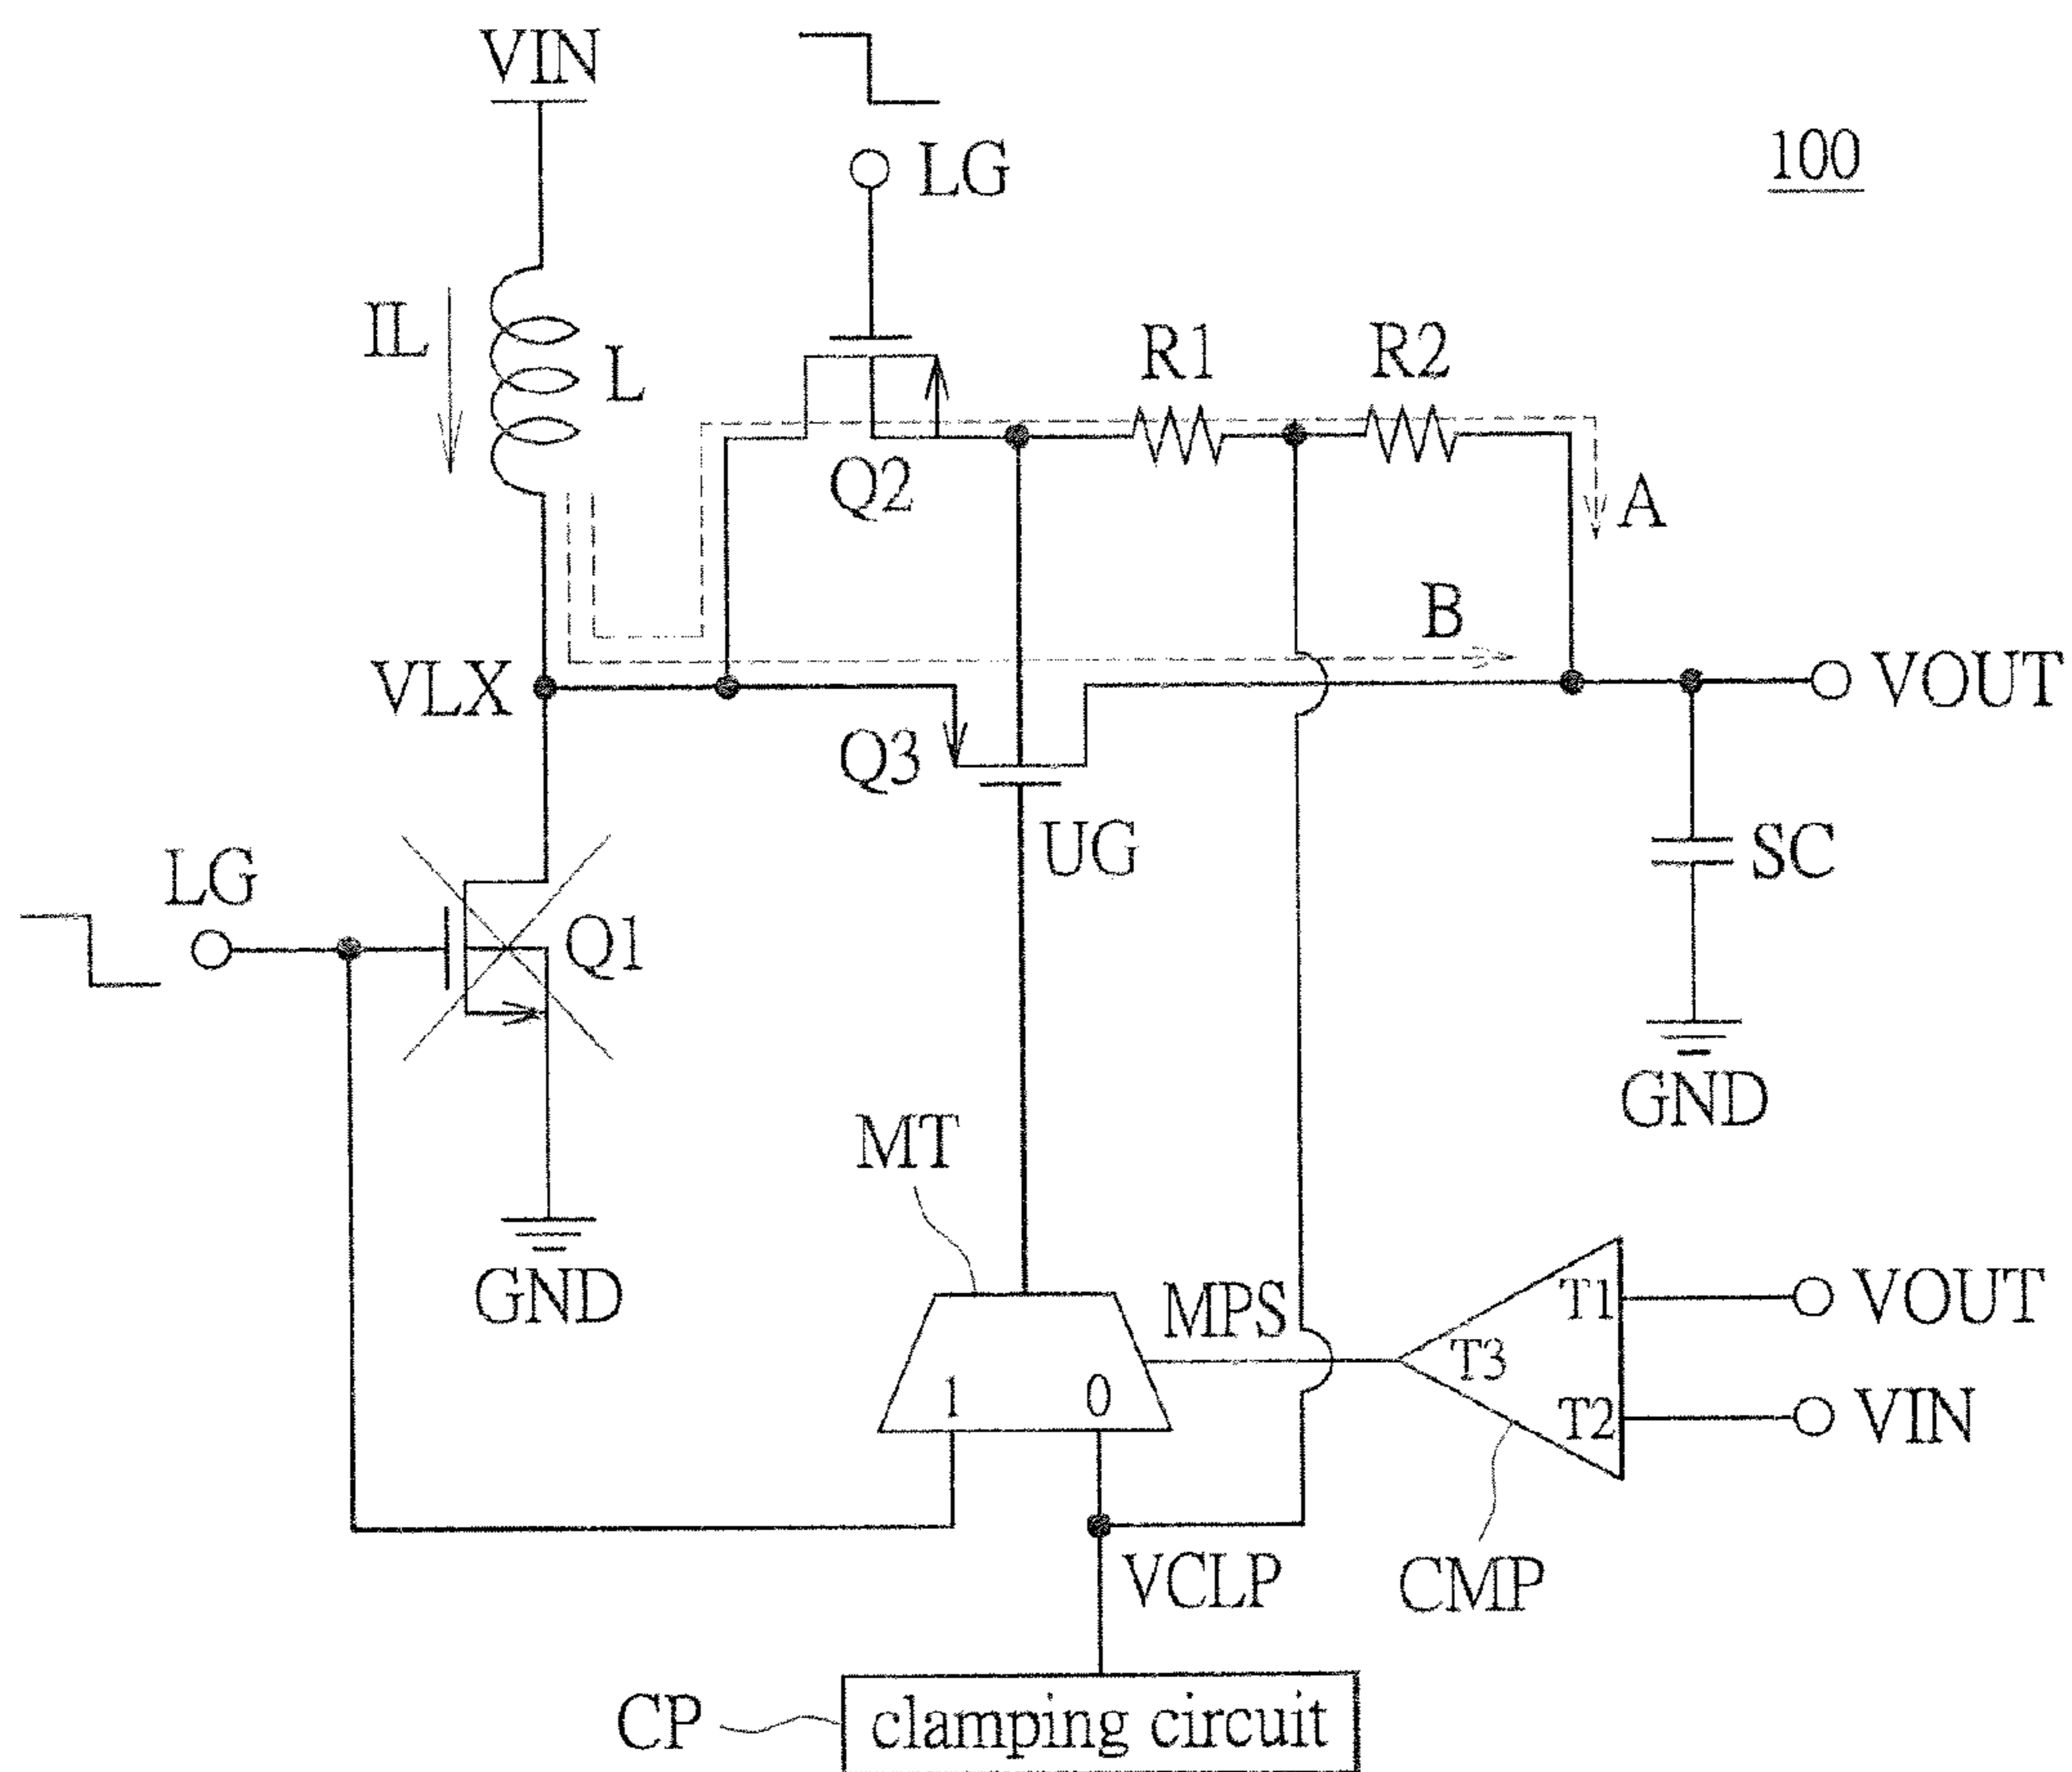 VIN
LG
100
IL
L
R1
R2
Q2
A
B
VLX
VOUT
Q3
UG
SC
LG
Q1
GND
MT
GND
MPS
T1
VOUT
T3
1
0
T2
VIN
VCLP
CMP
CP
clamping circuit